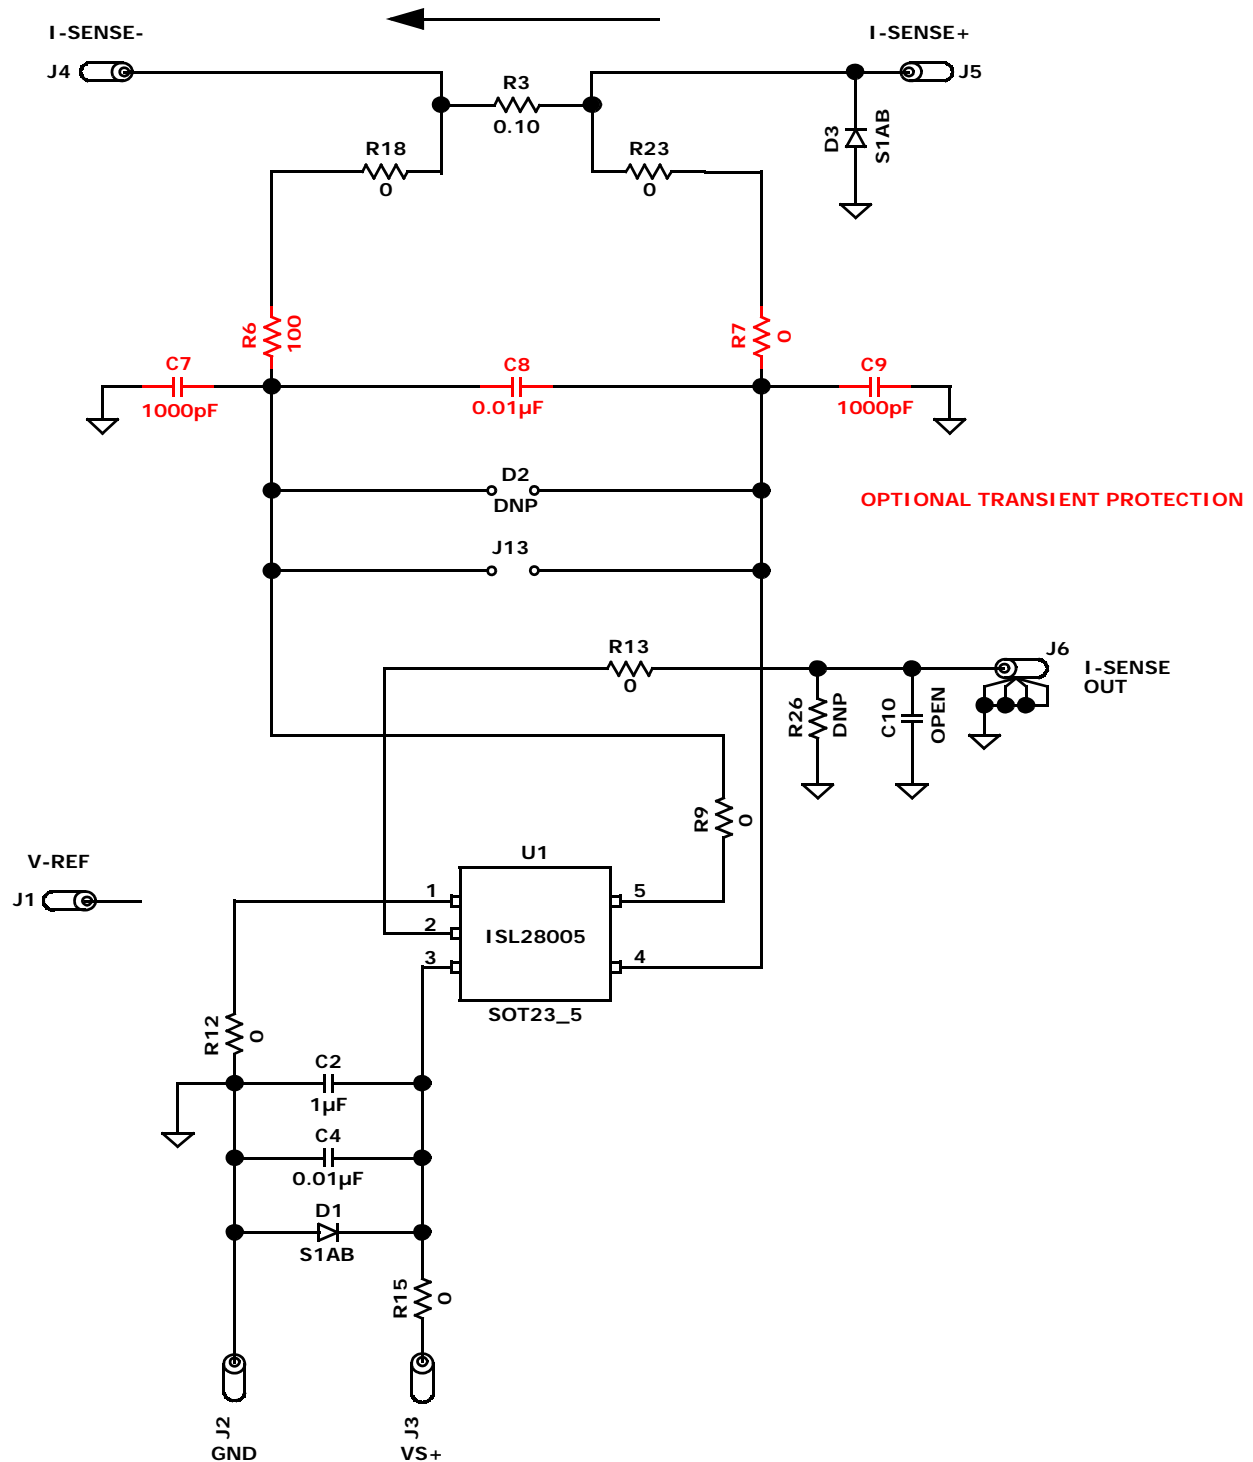 I-SENSE-
I-SENSE+
J4
J5
R3
0.10
D3
S1AB
R18
0
R23
0
R6
100
R7
0
C7
1000pF
C8
0.01µF
C9
1000pF
D2
DNP
OPTIONAL TRANSIENT PROTECTION
J13
R13
0
J6
I-SENSE
OUT
R26
DNP
C10
OPEN
R9
0
V-REF
J1
U1
1
2
3
5
4
ISL28005
SOT23_5
R12
0
C2
1µF
C4
0.01µF
D1
S1AB
R15
0
J2
GND
J3
VS+